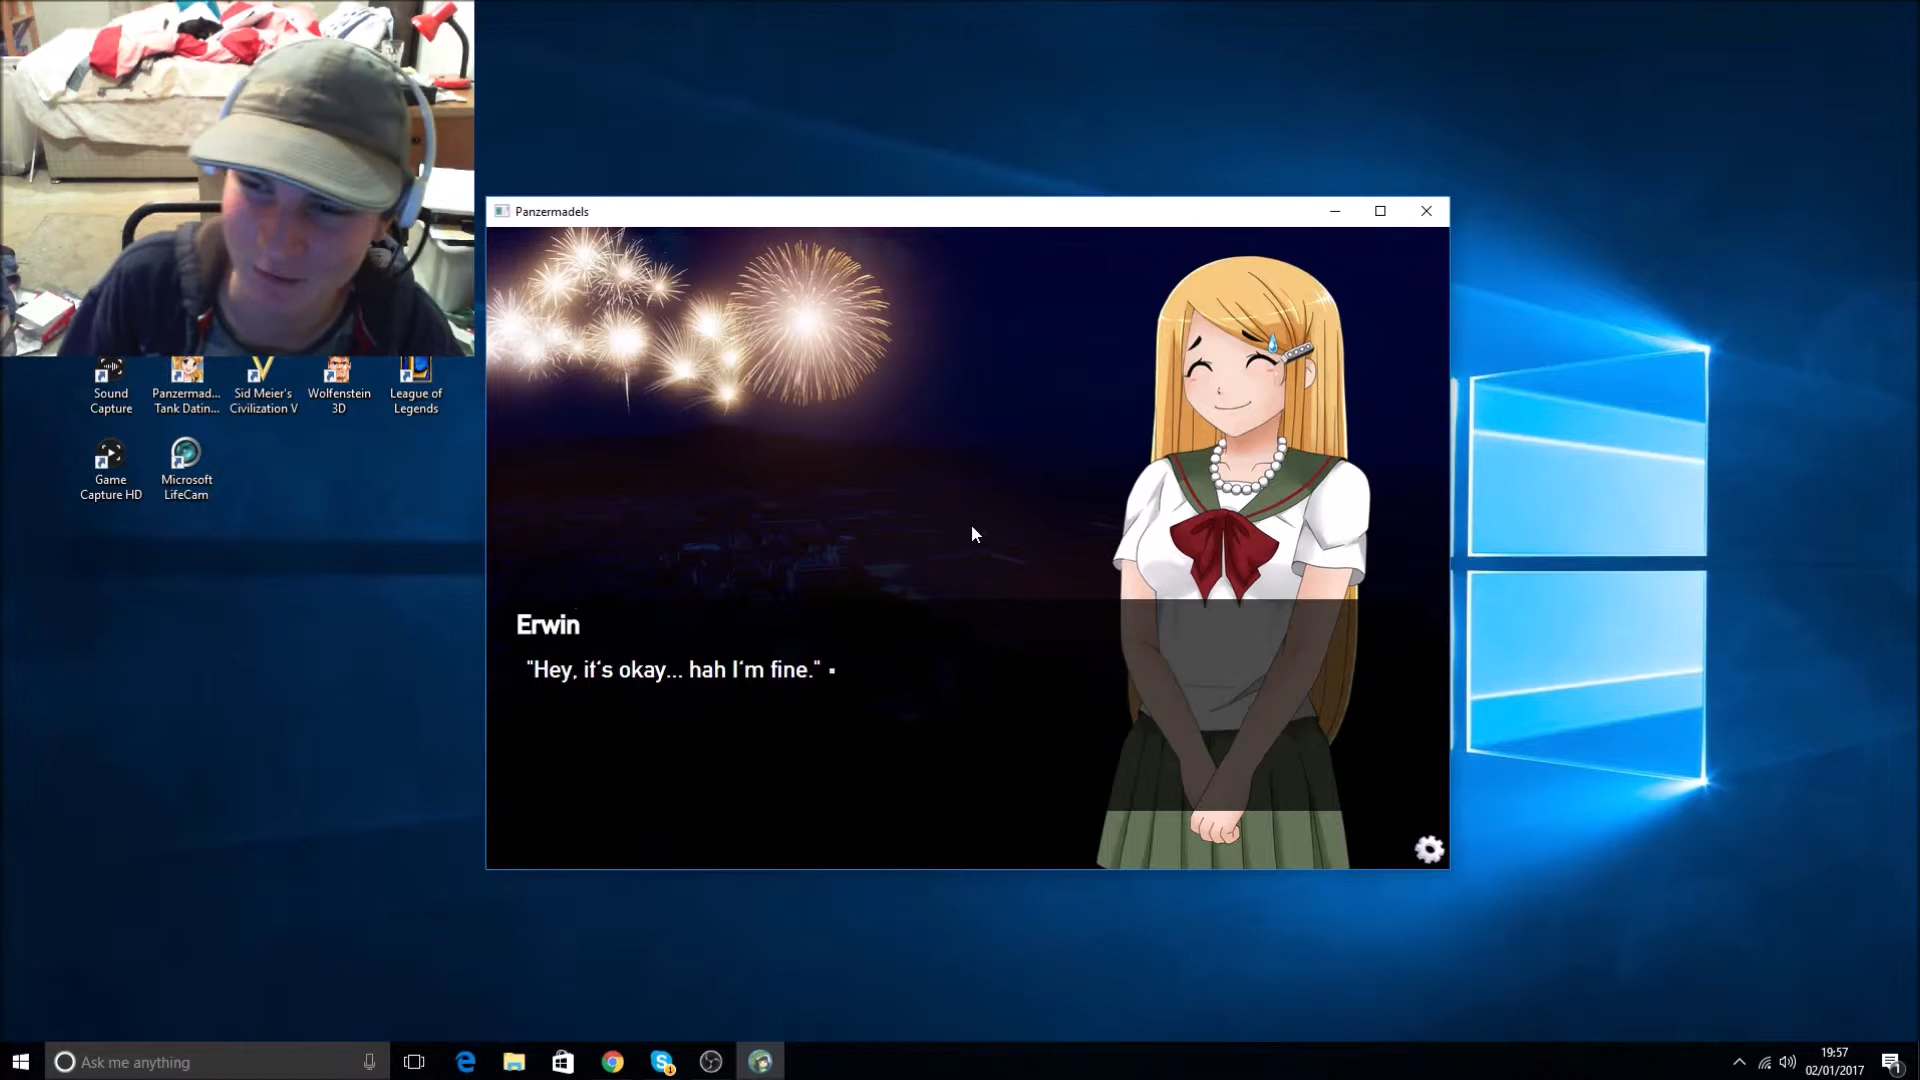 Panzermadels
Sound
Capture
Panzermad...
Tank Datin...
Sid Meier's
Civilization V
Wolfenstein
3D
League of
Legends
Game
Capture HD
Microsoft
LifeCam
Erwin
"Hey, it's okay... hah I'm fine."
Ask me anything
19:57
02/01/2017